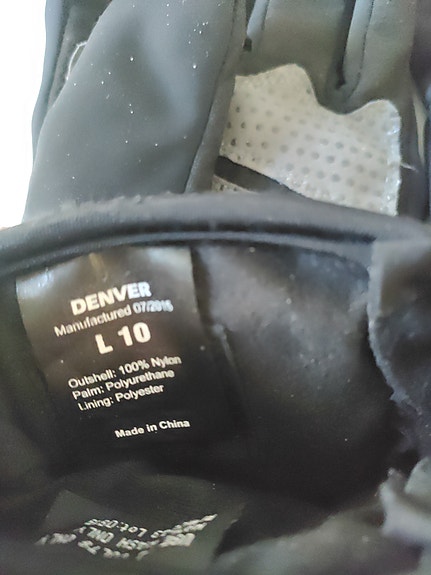 DENVER
Manufactured 07/2015
L 10
Outshell: 100% Nylon
Palm: Polyurethane
Lining: Polyester
Made in China